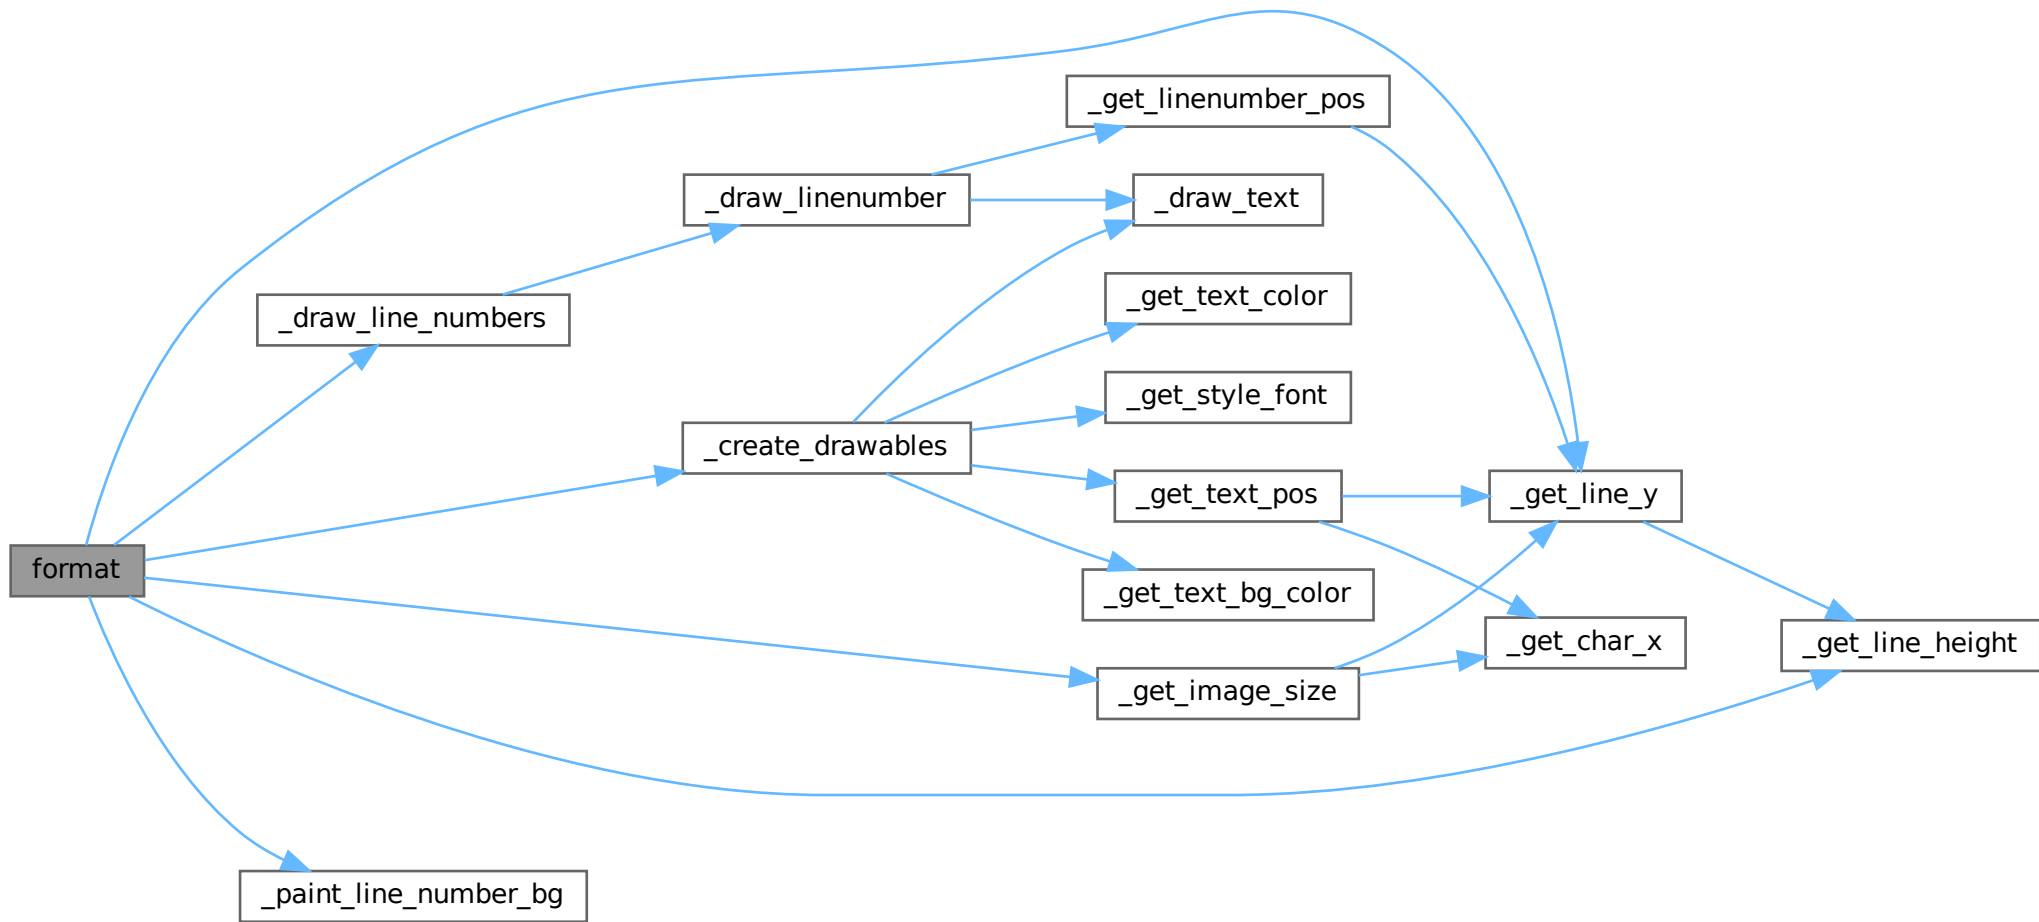 _get_linenumber_pos
_draw_linenumber
_draw_text
_get_text_color
_draw_line_numbers
_get_style_font
_create_drawables
_get_text_pos
_get_line_y
format
_get_text_bg_color
_get_char_x
_get_line_height
_get_image_size
_paint_line_number_bg